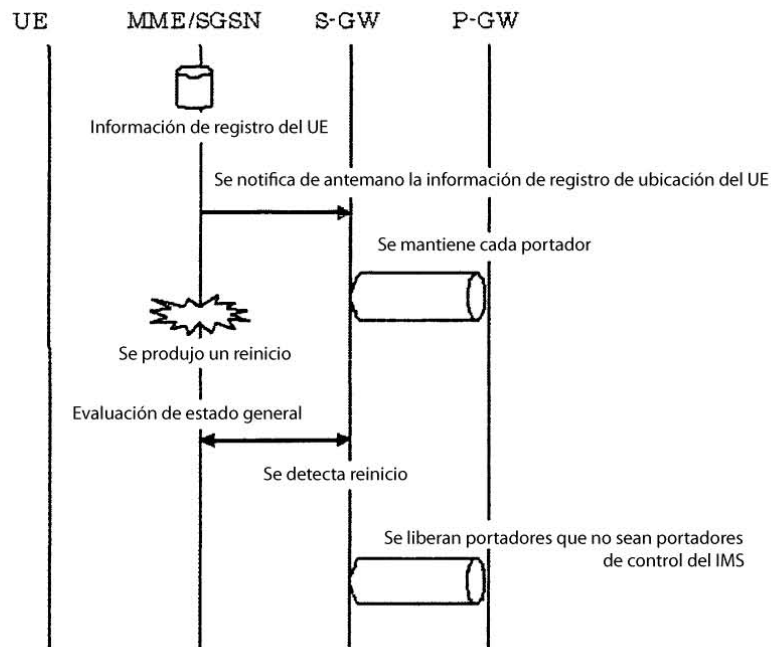 UE MME/SGSN S-GW P-GW
Información de registro del UE
Se notifica de antemano la información de registro de ubicación del UE
Se mantiene cada portador
Se produjo un reinicio
Evaluación de estado general
Se detecta reinicio
Se liberan portadores que no sean portadores
de control del IMS